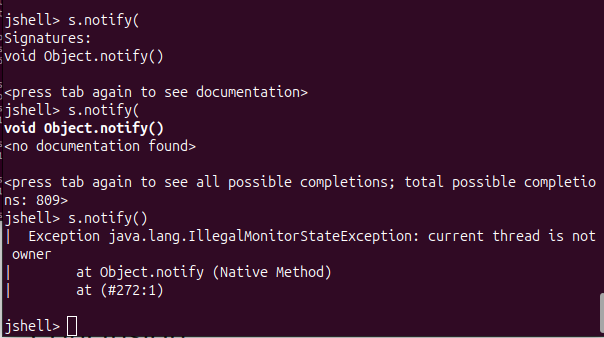 jshell> s.notify(
Signatures:
void Object.notify()
<press tab again to see documentation>
jshell> s.notify(
void Object.notify()
<no documentation found>
<press tab again to see all possible completions; total possible completio
ns: 809>
jshell> s.notify()
|  Exception java.lang.IllegalMonitorStateException: current thread is not
 owner
|        at Object.notify (Native Method)
|        at (#272:1)
jshell>